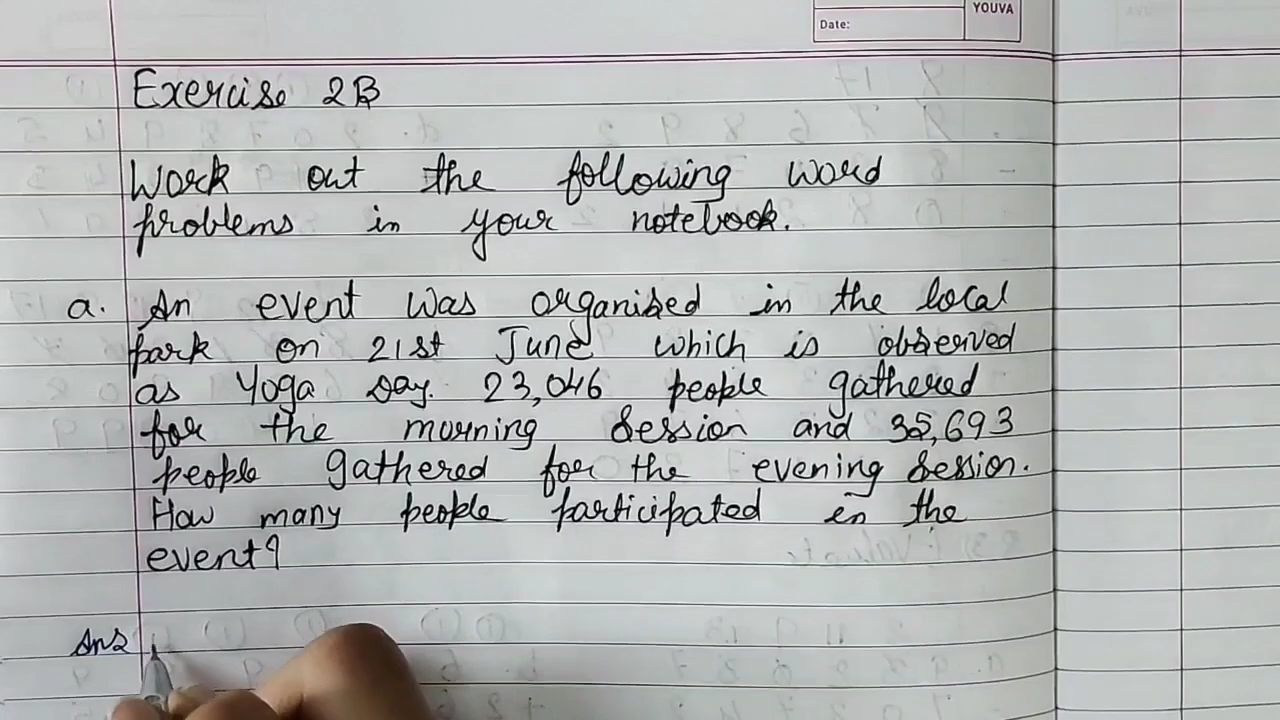 YOUVA
Date:
Exercise 2B
Work out the following word
problems in your notebook.
a. An event was organised in the local
park on 21st June which is observed
as Yoga Day. 23,046 people gathered
for the morning session and 35,693
people gathered for the evening session.
How many people participated in the
event?
Ans